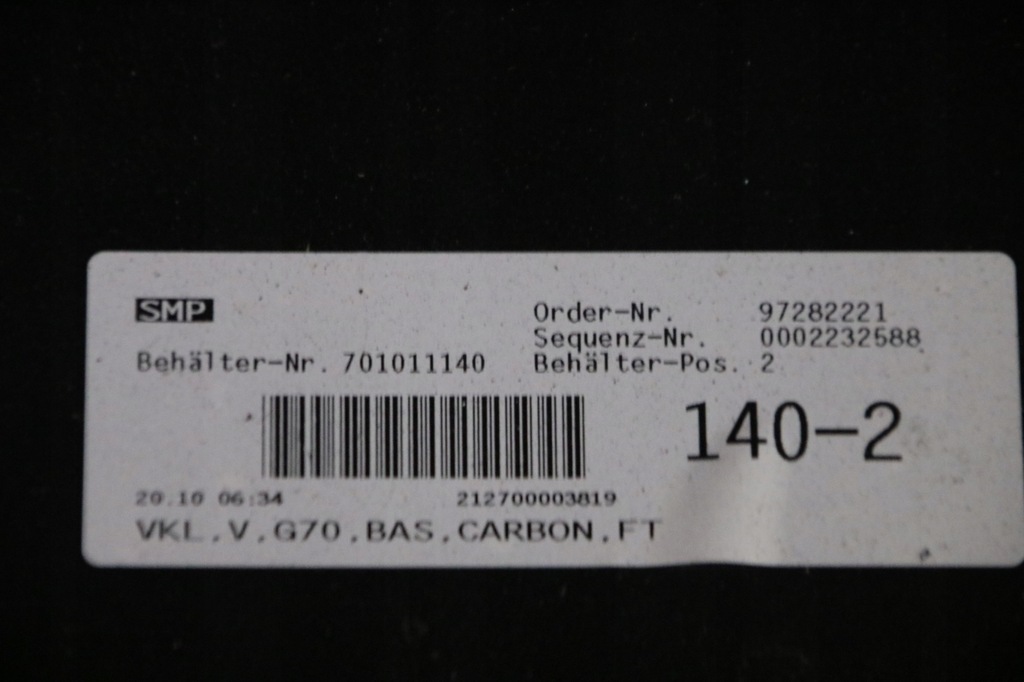 SMP
Order-Nr. 97282221
Sequenz-Nr. 0002232588
Behälter-Nr. 701011140 Behälter-Pos. 2
140-2
20.10 06:34 212700003819
VKL.V.G70.BAS.CARBON.FT